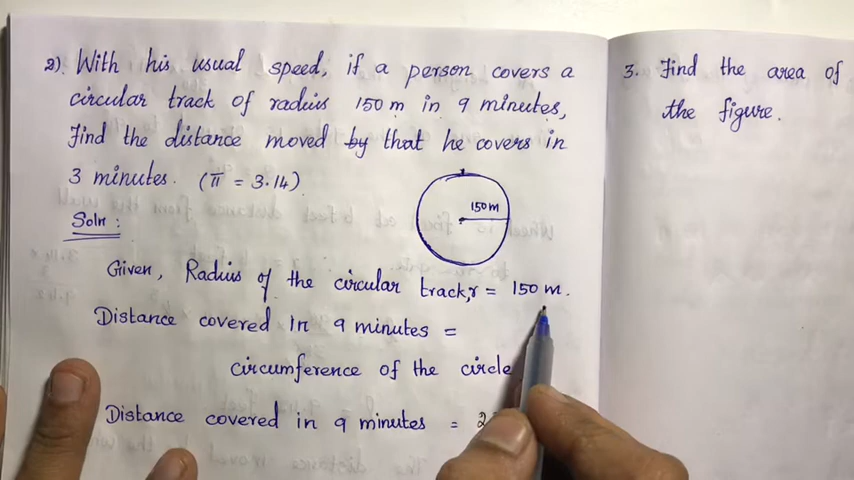 2). With his usual speed, if a person covers a
circular track of radius 150 m in 9 minutes,
Find the distance moved by that he covers in
3 minutes. (π = 3.14)
150m
Soln :
Given, Radius of the circular track, r = 150 m.
Distance covered in 9 minutes =
circumference of the circle
Distance covered in 9 minutes = 2
3. Find the area of
the figure.